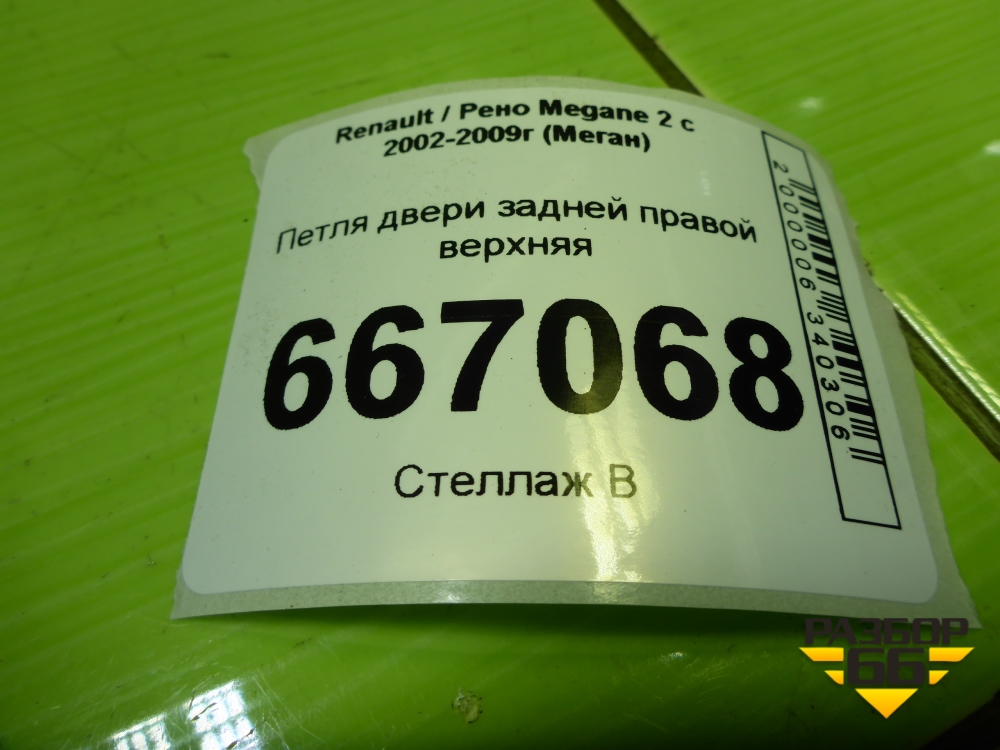 Renault / Рено Megane 2 с
2002-2009г (Меган)
Петля двери задней правой
верхняя
667068
Стеллаж В
2000006340306
РАЗБОР
66